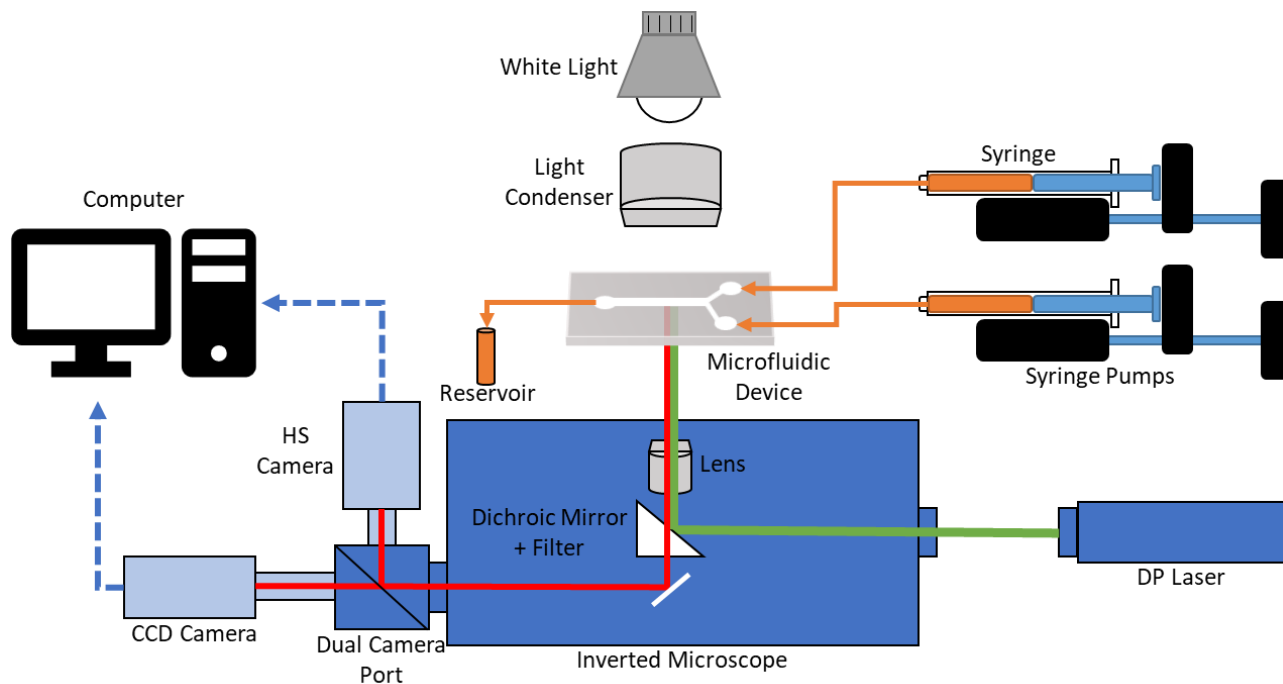 White Light
Light
Condenser
Syringe
Computer
Microfluidic
Device
Syringe Pumps
Reservoir
HS
Camera
Lens
Dichroic Mirror
+ Filter
DP Laser
CCD Camera
Dual Camera
Port
Inverted Microscope